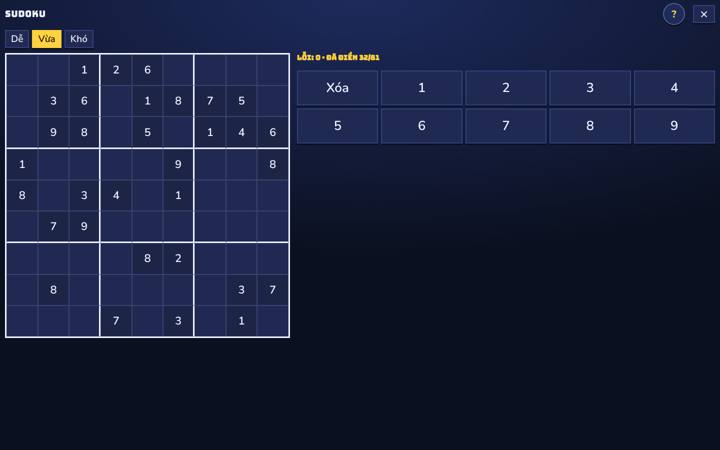 SUDOKU
?
×
Dễ Vừa Khó
LỖI: 0 · ĐÃ ĐIỀN 32/81
Xóa 1 2 3 4
5 6 7 8 9
1 2 6
3 6 1 8 7 5
9 8 5 1 4 6
1 9 8
8 3 4 1
7 9
8 2
8 3 7
7 3 1